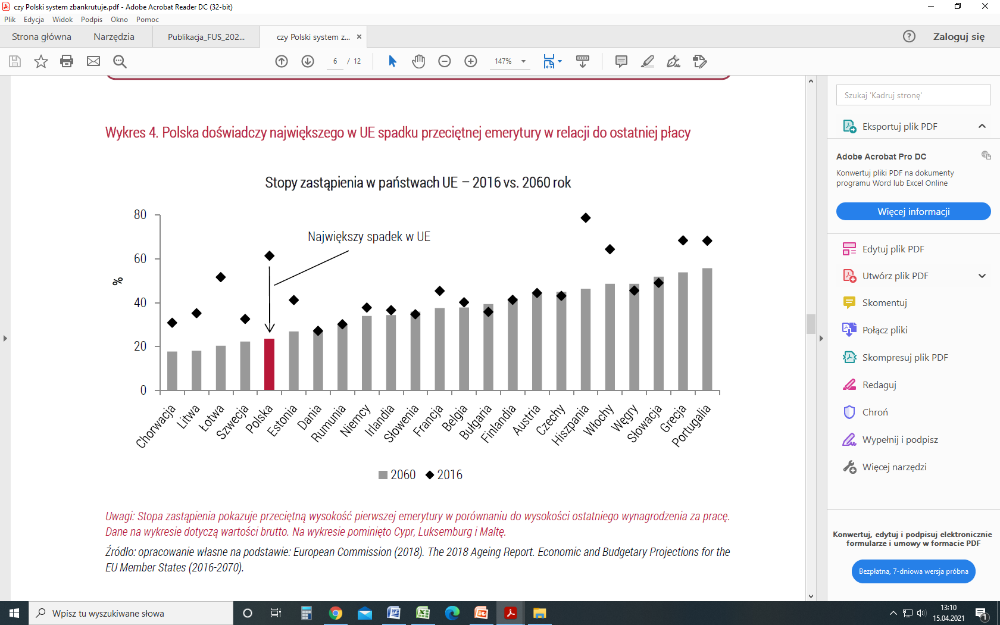 czy Polski system zbankrutuje.pdf - Adobe Acrobat Reader DC (32-bit)
Plik Edycja Widok Podpis Okno Pomoc
Strona główna Narzędzia Publikacja_FUS_202... czy Polski system z... × ? Zaloguj się
6 / 12 147%
Szukaj 'Kadruj stronę'
Eksportuj plik PDF
Adobe Acrobat Pro DC
Konwertuj pliki PDF na dokumenty
programu Word lub Excel Online
Więcej informacji
Edytuj plik PDF
Utwórz plik PDF
Skomentuj
Połącz pliki
Skompresuj plik PDF
Redaguj
Chroń
Wypełnij i podpisz
Więcej narzędzi
Konwertuj, edytuj i podpisuj elektronicznie
formularze i umowy w formacie PDF
Bezpłatna, 7-dniowa wersja próbna
Wykres 4. Polska doświadczy największego w UE spadku przeciętnej emerytury w relacji do ostatniej płacy
Stopy zastąpienia w państwach UE – 2016 vs. 2060 rok
80
60
40
20
0
%
Największy spadek w UE
Chorwacja
Litwa
Łotwa
Szwecja
Polska
Estonia
Dania
Rumunia
Niemcy
Irlandia
Słowenia
Francja
Belgia
Bułgaria
Finlandia
Austria
Czechy
Hiszpania
Włochy
Węgry
Słowacja
Grecja
Portugalia
2060 2016
Uwagi: Stopa zastąpienia pokazuje przeciętną wysokość pierwszej emerytury w porównaniu do wysokości ostatniego wynagrodzenia za pracę.
Dane na wykresie dotyczą wartości brutto. Na wykresie pominięto Cypr, Luksemburg i Maltę.
Źródło: opracowanie własne na podstawie: European Commission (2018). The 2018 Ageing Report. Economic and Budgetary Projections for the
EU Member States (2016-2070).
Wpisz tu wyszukiwane słowa
13:10
15.04.2021
1